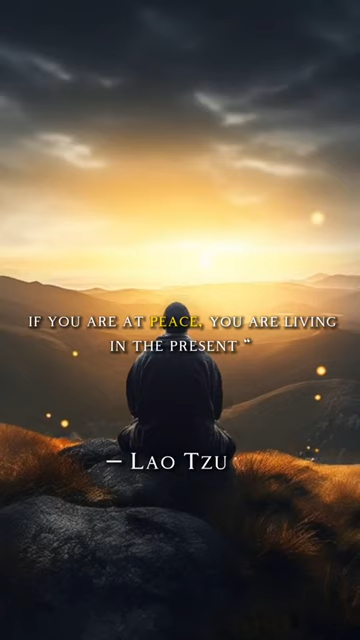 IF YOU ARE AT PEACE, YOU ARE LIVING
IN THE PRESENT “
– LAO TZU